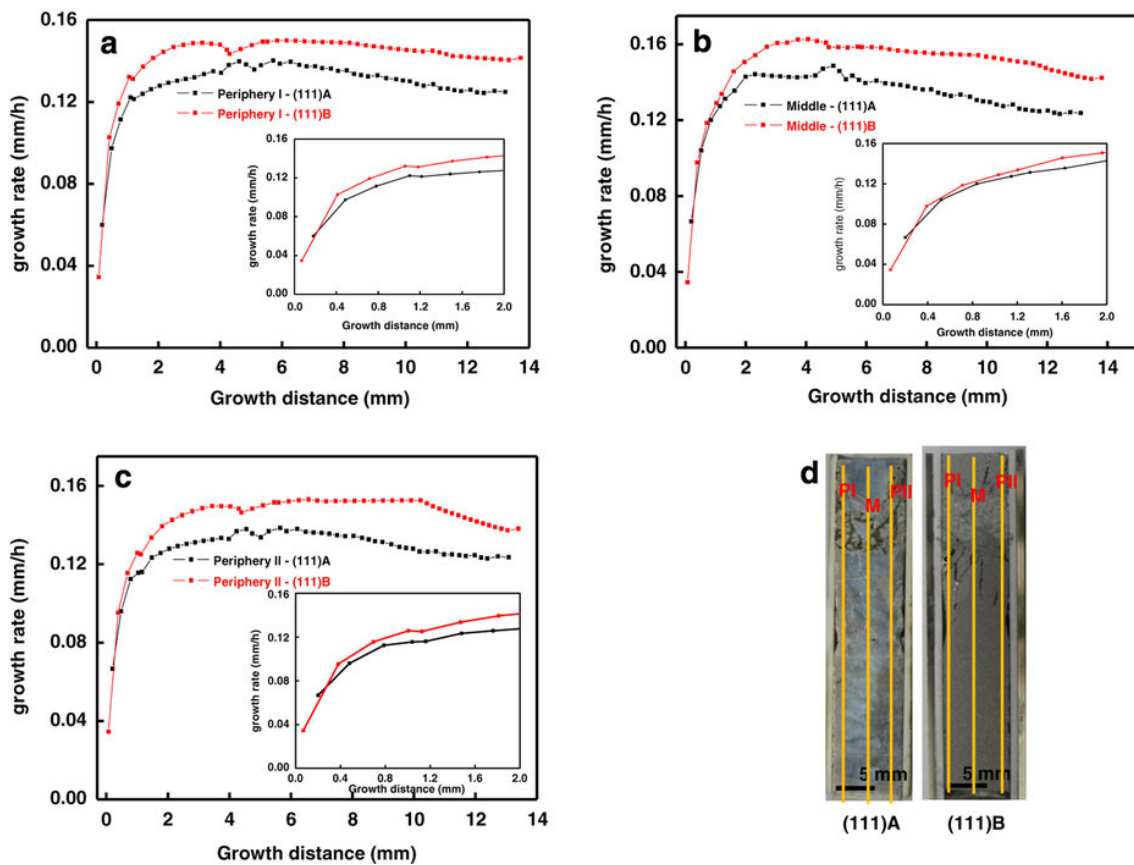 a
growth rate (mm/h)
0.16
0.12
0.08
0.04
0.00
Periphery I - (111)A
Periphery I - (111)B
growth rate (mm/h)
0.16
0.12
0.08
0.04
0.00
0.0 0.4 0.8 1.2 1.6 2.0
Growth distance (mm)
0 2 4 6 8 10 12 14
Growth distance (mm)
b
growth rate (mm/h)
0.16
0.12
0.08
0.04
0.00
Middle - (111)A
Middle - (111)B
growth rate (mm/h)
0.16
0.12
0.08
0.04
0.00
0.0 0.4 0.8 1.2 1.6 2.0
Growth distance (mm)
0 2 4 6 8 10 12 14
Growth distance (mm)
c
growth rate (mm/h)
0.16
0.12
0.08
0.04
0.00
Periphery II - (111)A
Periphery II - (111)B
growth rate (mm/h)
0.16
0.12
0.08
0.04
0.00
0.0 0.4 0.8 1.2 1.6 2.0
Growth distance (mm)
0 2 4 6 8 10 12 14
Growth distance (mm)
d
PI M PII
PI M PII
5 mm
5 mm
(111)A
(111)B